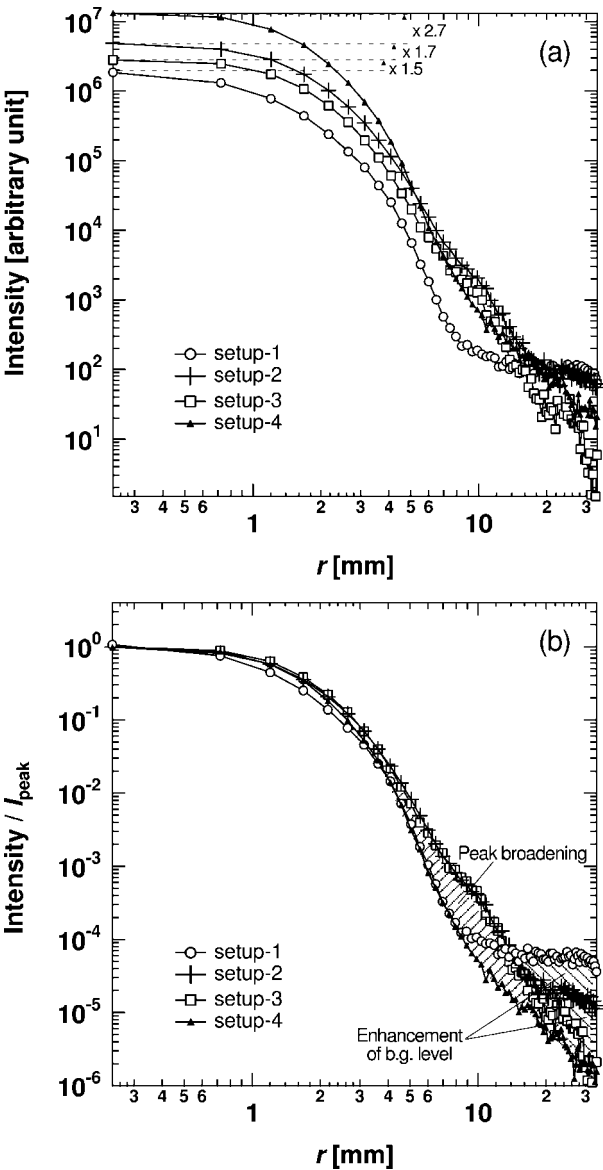 (a)
x 2.7
x 1.7
x 1.5
10^7
10^6
10^5
10^4
10^3
10^2
10^1
Intensity [arbitrary unit]
setup-1
setup-2
setup-3
setup-4
3 4 5 6 1 2 3 4 5 6 10 2 3
r [mm]
(b)
10^0
10^-1
10^-2
10^-3
10^-4
10^-5
10^-6
Intensity / I_peak
Peak broadening
setup-1
setup-2
setup-3
setup-4
Enhancement
of b.g. level
3 4 5 6 1 2 3 4 5 6 10 2 3
r [mm]